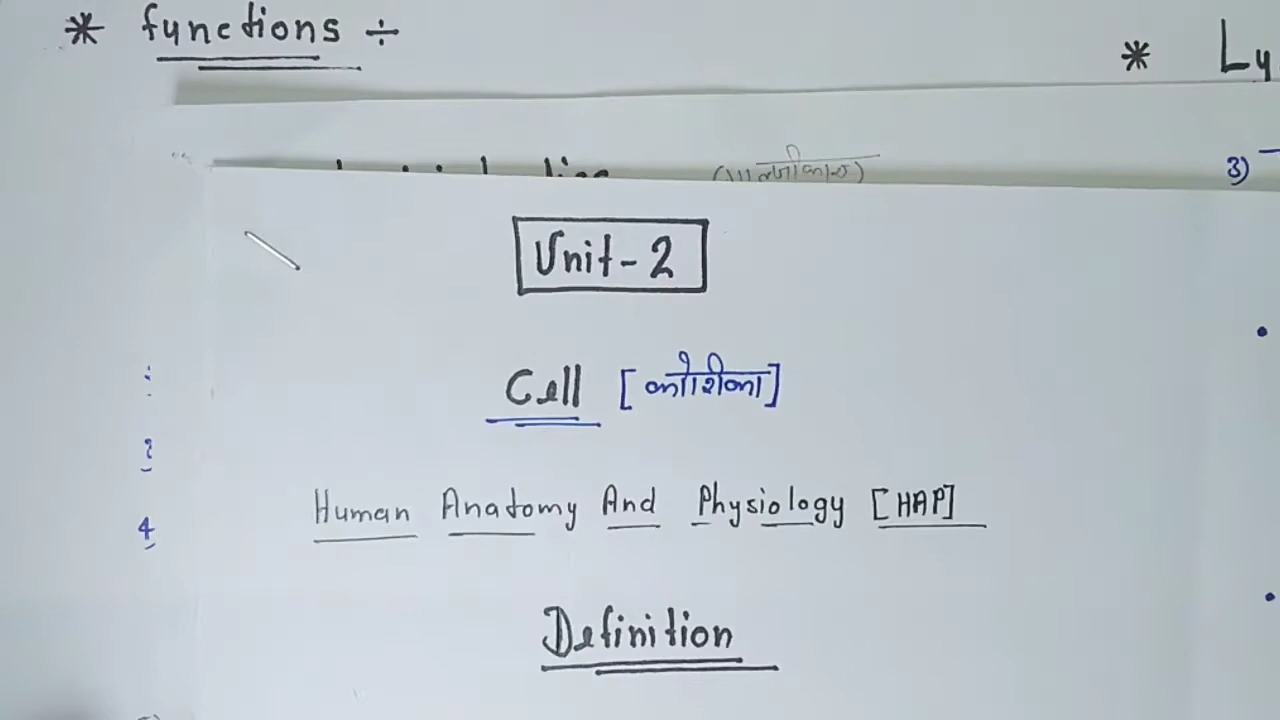 * functions ÷
* Ly
3)
Unit-2
Cell [कोशिका]
Human Anatomy And Physiology [HAP]
4
Definition